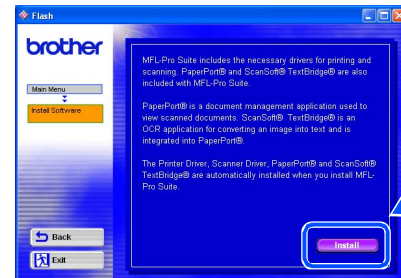 Flash
brother
Main Menu
Install Software
MFL-Pro Suite includes the necessary drivers for printing and
scanning. PaperPort® and ScanSoft® TextBridge® are also
included with MFL-Pro Suite.
PaperPort® is a document management application used to
view scanned documents. ScanSoft® TextBridge® is an
OCR application for converting an image into text and is
integrated into PaperPort®.
The Printer Driver, Scanner Driver, PaperPort® and ScanSoft®
TextBridge® are automatically installed when you install MFL-
Pro Suite.
Back
Exit
Install